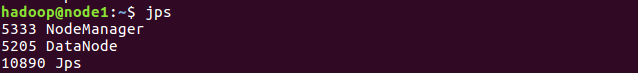 hadoop@node1:~$ jps
5333 NodeManager
5205 DataNode
10890 Jps